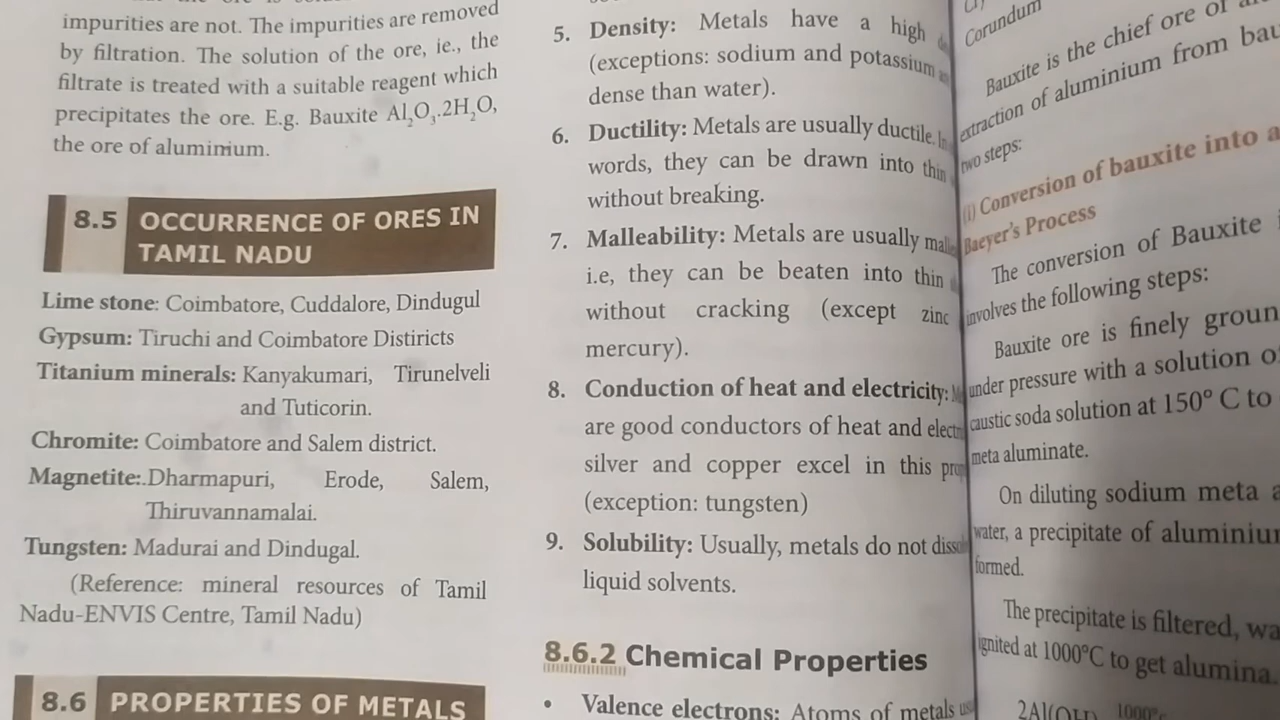 impurities are not. The impurities are removed
by filtration. The solution of the ore, ie., the
filtrate is treated with a suitable reagent which
precipitates the ore. E.g. Bauxite Al₂O₃.2H₂O,
the ore of aluminium.
8.5 OCCURRENCE OF ORES IN
TAMIL NADU
Lime stone: Coimbatore, Cuddalore, Dindugul
Gypsum: Tiruchi and Coimbatore Distiricts
Titanium minerals: Kanyakumari, Tirunelveli
and Tuticorin.
Chromite: Coimbatore and Salem district.
Magnetite:.Dharmapuri, Erode, Salem,
Thiruvannamalai.
Tungsten: Madurai and Dindugal.
(Reference: mineral resources of Tamil
Nadu-ENVIS Centre, Tamil Nadu)
8.6 PROPERTIES OF METALS
5. Density: Metals have a high
(exceptions: sodium and potassium
dense than water).
6. Ductility: Metals are usually ductile. In
words, they can be drawn into thin
without breaking.
7. Malleability: Metals are usually
i.e, they can be beaten into thin
without cracking (except zinc
mercury).
8. Conduction of heat and electricity:
are good conductors of heat and
silver and copper excel in this
(exception: tungsten)
9. Solubility: Usually, metals do not
liquid solvents.
8.6.2 Chemical Properties
• Valence electrons: Atoms of metals
Corundum
Bauxite is the chief ore of
extraction of aluminium from
two steps:
(i) Conversion of bauxite into
Baeyer's Process
The conversion of Bauxite
involves the following steps:
Bauxite ore is finely
under pressure with a solution
caustic soda solution at 150° C to
meta aluminate.
On diluting sodium meta
water, a precipitate of
formed.
The precipitate is filtered,
ignited at 1000°C to get alumina.
1000°